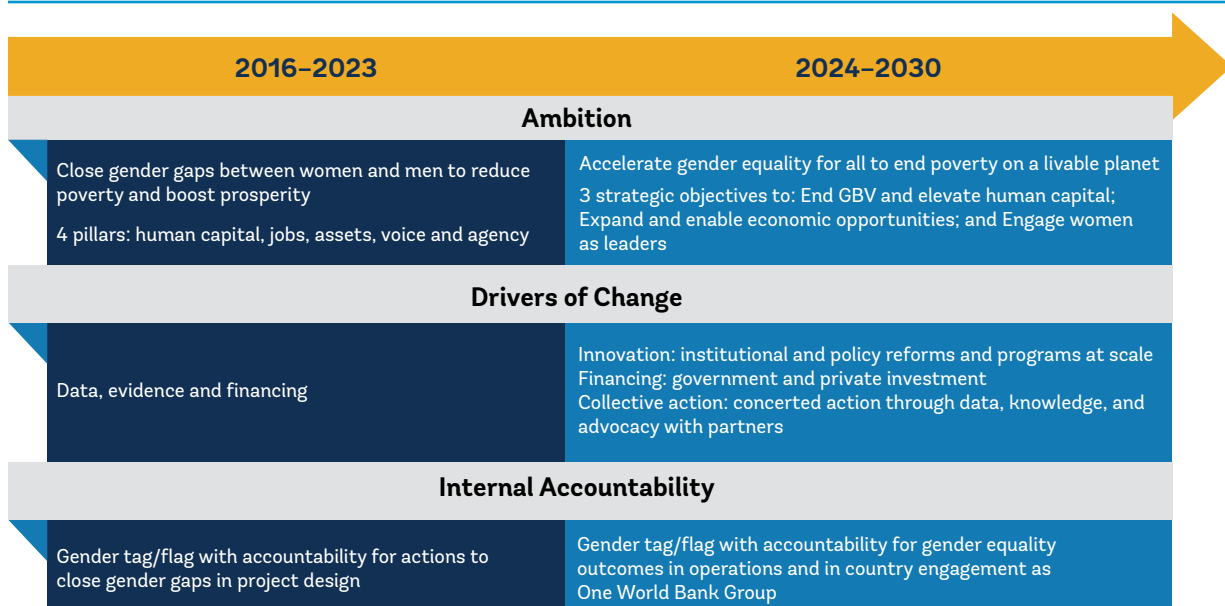 2016–2023
2024–2030
Ambition
Close gender gaps between women and men to reduce
poverty and boost prosperity
4 pillars: human capital, jobs, assets, voice and agency
Accelerate gender equality for all to end poverty on a livable planet
3 strategic objectives to: End GBV and elevate human capital;
Expand and enable economic opportunities; and Engage women
as leaders
Drivers of Change
Data, evidence and financing
Innovation: institutional and policy reforms and programs at scale
Financing: government and private investment
Collective action: concerted action through data, knowledge, and
advocacy with partners
Internal Accountability
Gender tag/flag with accountability for actions to
close gender gaps in project design
Gender tag/flag with accountability for gender equality
outcomes in operations and in country engagement as
One World Bank Group